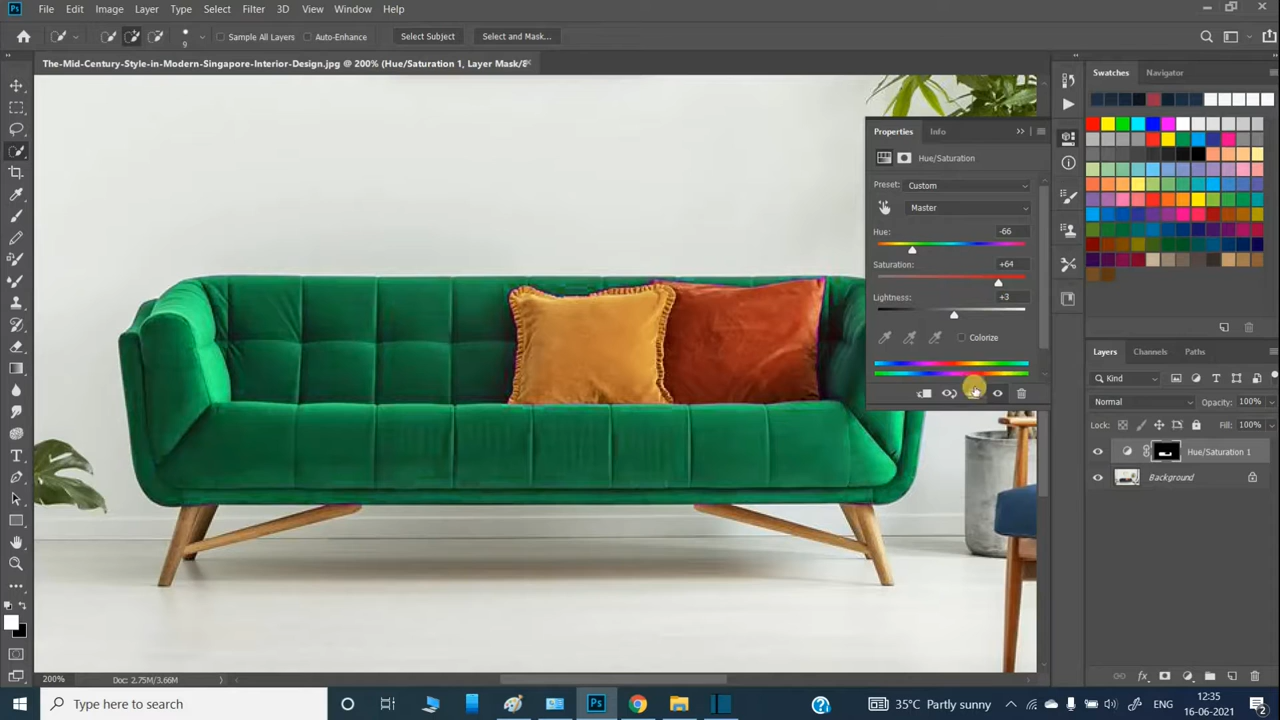 Ps File Edit Image Layer Type Select Filter 3D View Window Help
9 Sample All Layers Auto-Enhance Select Subject Select and Mask...
The-Mid-Century-Style-in-Modern-Singapore-Interior-Design.jpg @ 200% (Hue/Saturation 1, Layer Mask/8
Swatches Navigator
Properties Info
Hue/Saturation
Preset: Custom
Master
Hue: -66
Saturation: +64
Lightness: +3
Colorize
Layers Channels Paths
Kind
Normal Opacity: 100%
Lock: Fill: 100%
Hue/Saturation 1
Background
200% Doc: 2.75M/3.66M
Type here to search
Ps
35°C Partly sunny
ENG
12:35
16-06-2021
2